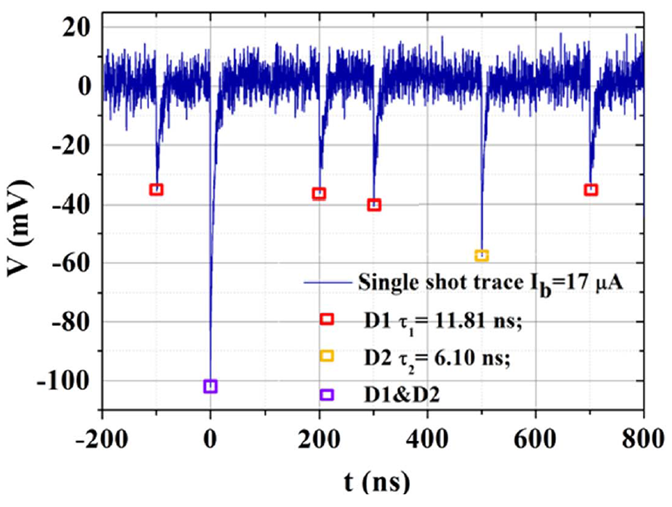 20
0
-20
-40
-60
-80
-100
V (mV)
Single shot trace I_b=17 μA
D1 τ_1= 11.81 ns;
D2 τ_2= 6.10 ns;
D1&D2
-200 0 200 400 600 800
t (ns)